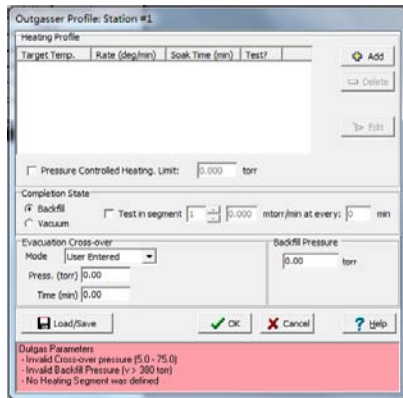 Outgasser Profile: Station #1
Heating Profile
Target Temp. Rate (deg/min) Soak Time (min) Test?
Add
Delete
Edit
Pressure Controlled Heating. Limit: 0.000 torr
Completion State
Backfill
Vacuum
Test in segment 1 0.000 mtorr/min at every: 0 min
Evacuation Cross-over
Mode User Entered
Press. (torr) 0.00
Time (min) 0.00
Backfill Pressure
0.00 torr
Load/Save OK Cancel ? Help
Outgas Parameters
- Invalid Cross-over pressure (5.0 - 75.0)
- Invalid Backfill Pressure (v > 380 torr)
- No Heating Segment was defined